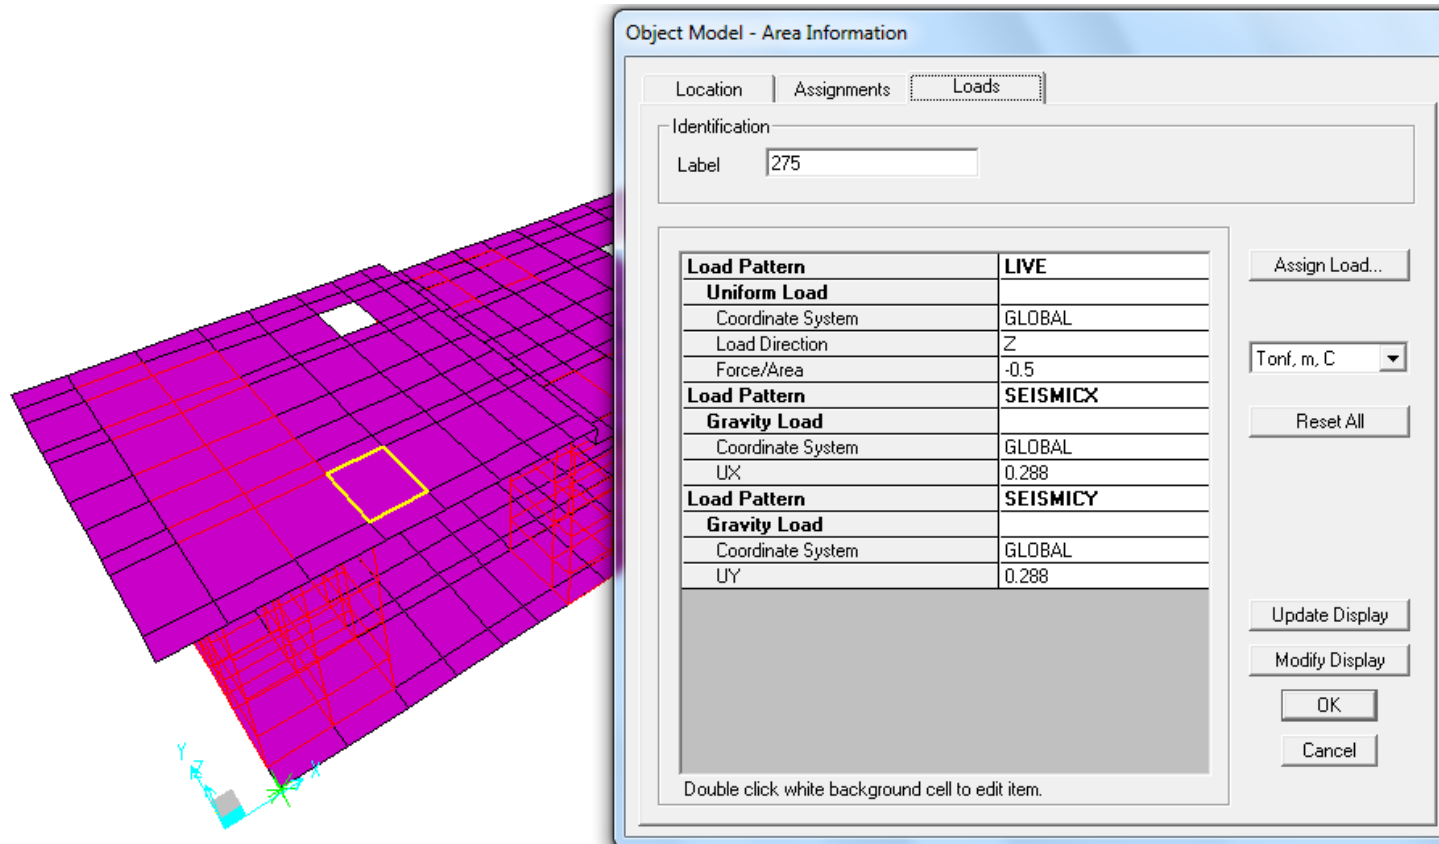 Object Model - Area Information
Location Assignments Loads
Identification
Label 275
Load Pattern LIVE
Uniform Load
Coordinate System GLOBAL
Load Direction Z
Force/Area -0.5
Load Pattern SEISMICX
Gravity Load
Coordinate System GLOBAL
UX 0.288
Load Pattern SEISMICY
Gravity Load
Coordinate System GLOBAL
UY 0.288
Double click white background cell to edit item.
Assign Load...
Tonf, m, C
Reset All
Update Display
Modify Display
OK
Cancel
Y
X